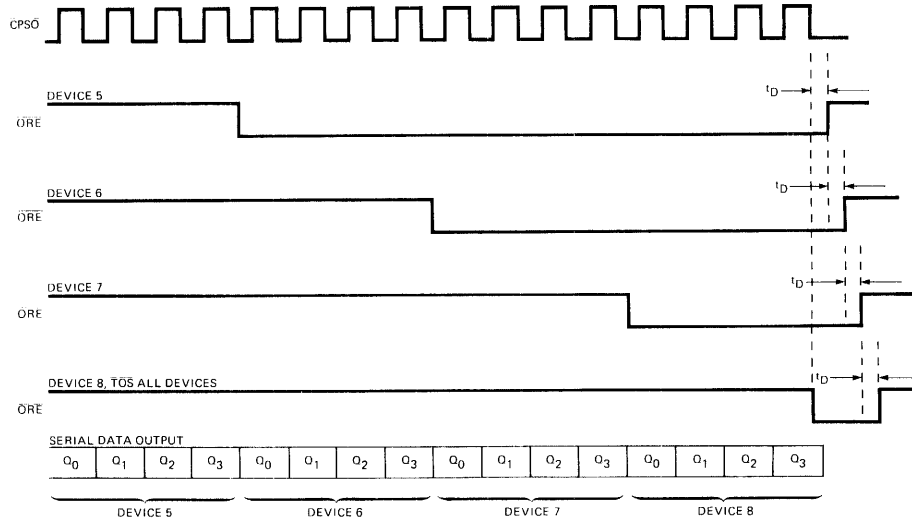 CPSO
DEVICE 5
tD
ORE
DEVICE 6
tD
ORE
DEVICE 7
tD
ORE
DEVICE 8, TOS ALL DEVICES
tD
ORE
SERIAL DATA OUTPUT
Q0 Q1 Q2 Q3 Q0 Q1 Q2 Q3 Q0 Q1 Q2 Q3 Q0 Q1 Q2 Q3
DEVICE 5 DEVICE 6 DEVICE 7 DEVICE 8